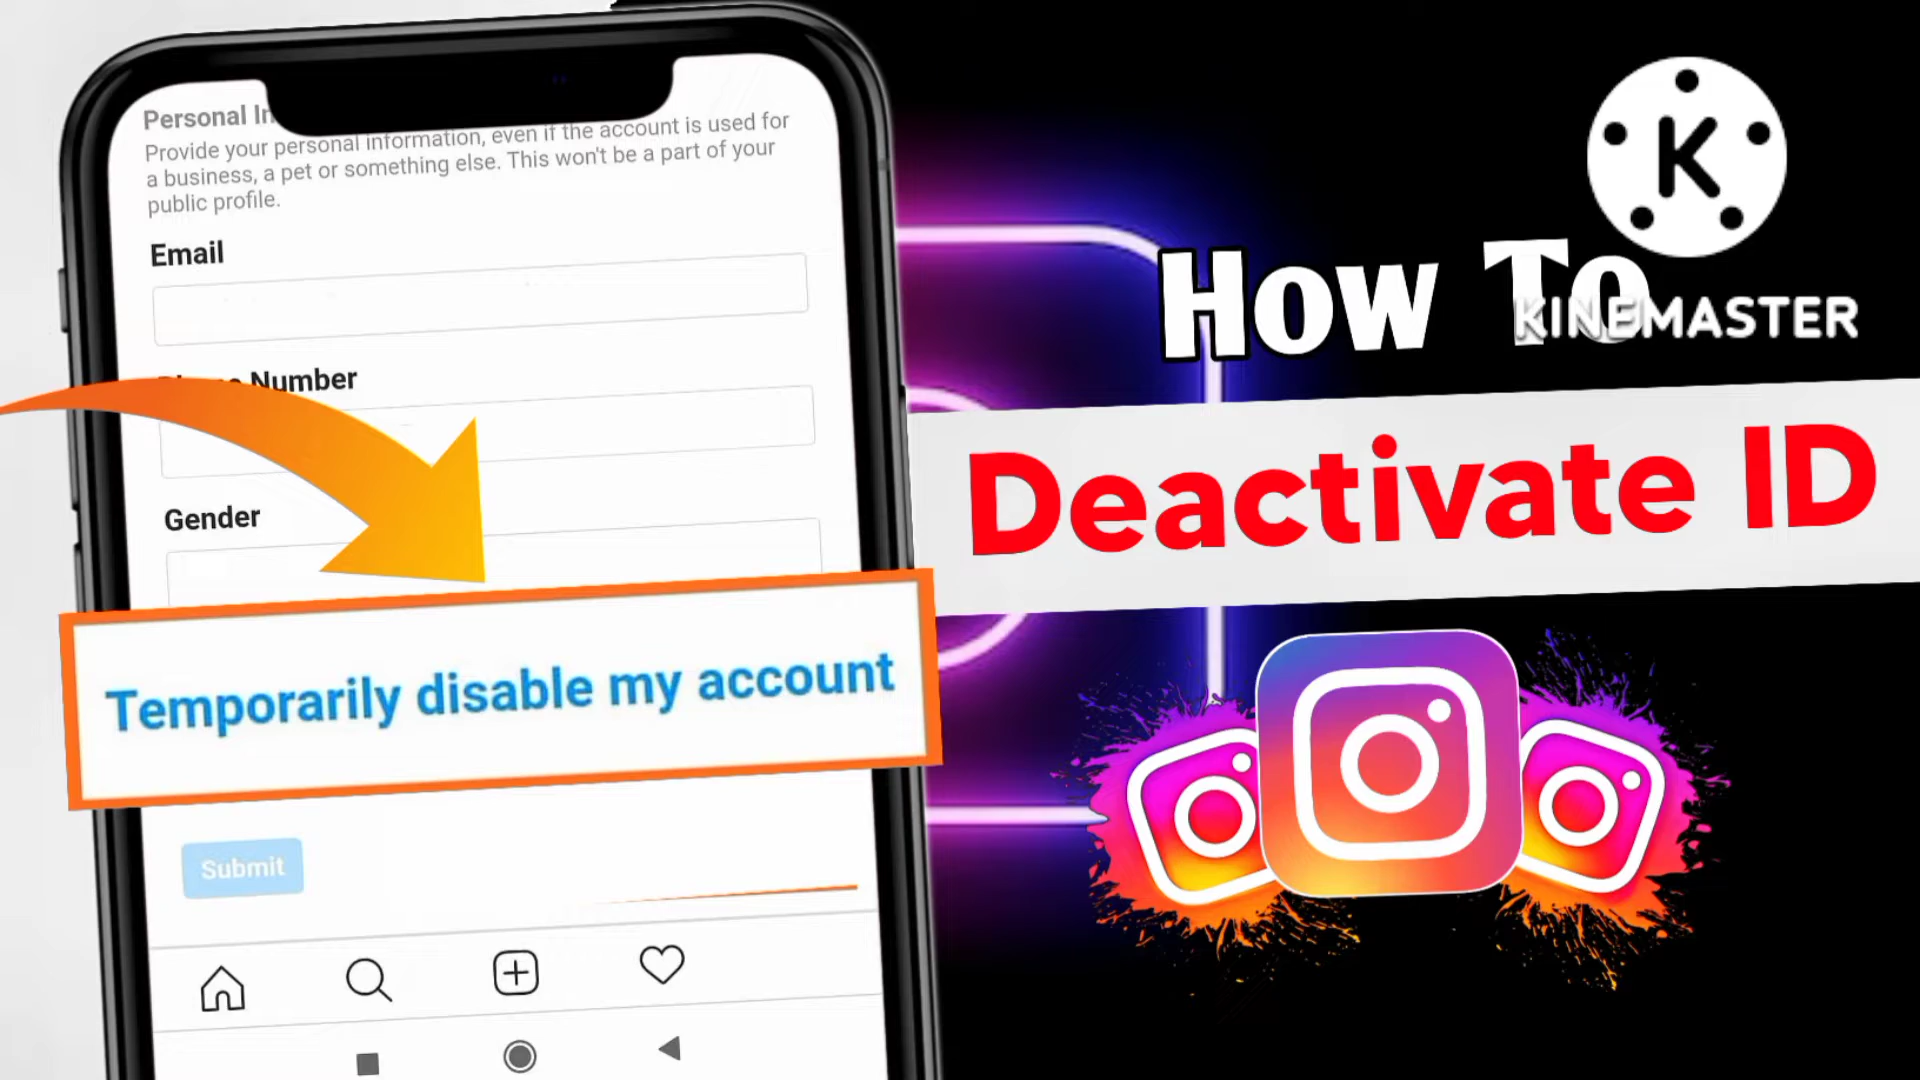 Personal In
Provide your personal information, even if the account is used for
a business, a pet or something else. This won't be a part of your
public profile.
Email
Number
Gender
Temporarily disable my account
Submit
How To
Deactivate ID
K
KINEMASTER